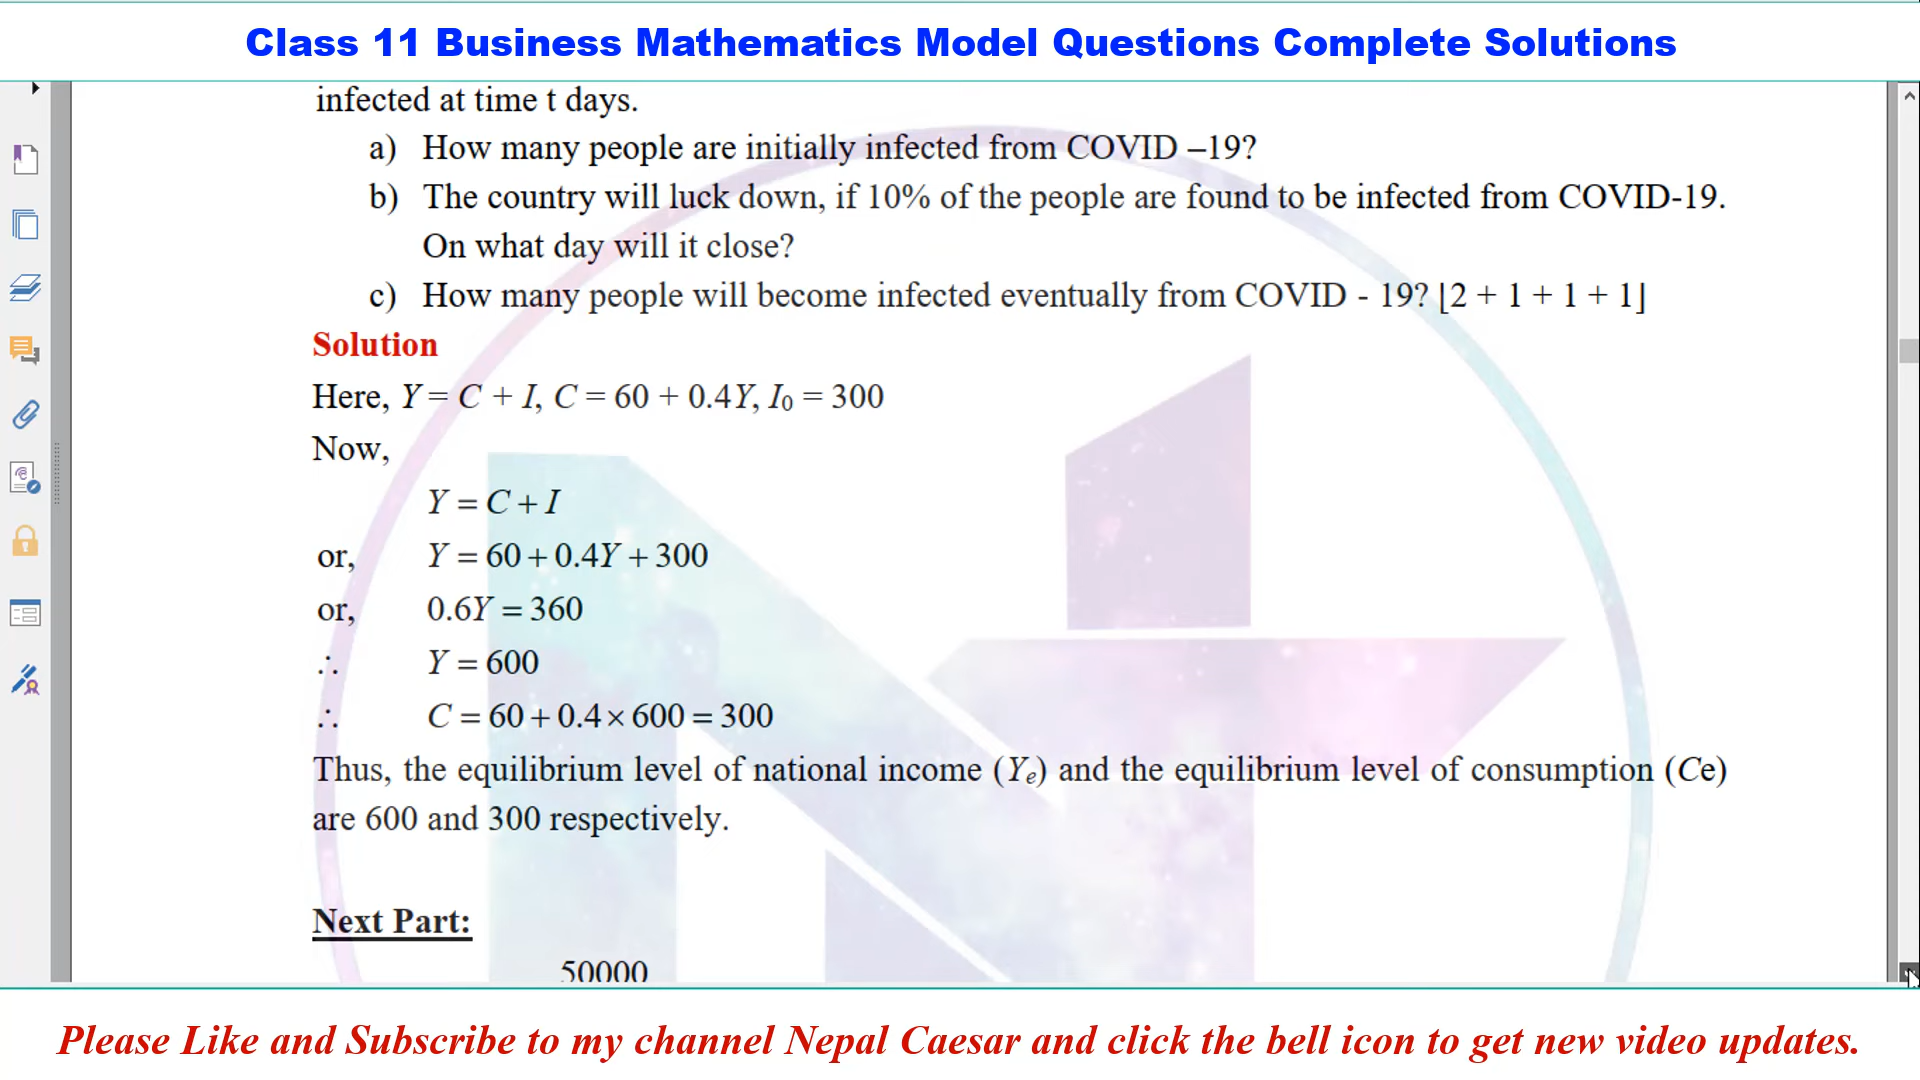 Class 11 Business Mathematics Model Questions Complete Solutions
infected at time t days.
a) How many people are initially infected from COVID –19?
b) The country will luck down, if 10% of the people are found to be infected from COVID-19.
On what day will it close?
c) How many people will become infected eventually from COVID - 19? ⌊2 + 1 + 1 + 1⌋
Solution
Here, Y = C + I, C = 60 + 0.4Y, I₀ = 300
Now,
Y = C + I
or, Y = 60 + 0.4Y + 300
or, 0.6Y = 360
∴ Y = 600
∴ C = 60 + 0.4 × 600 = 300
Thus, the equilibrium level of national income (Yₑ) and the equilibrium level of consumption (Ce)
are 600 and 300 respectively.
Next Part:
50000
Please Like and Subscribe to my channel Nepal Caesar and click the bell icon to get new video updates.